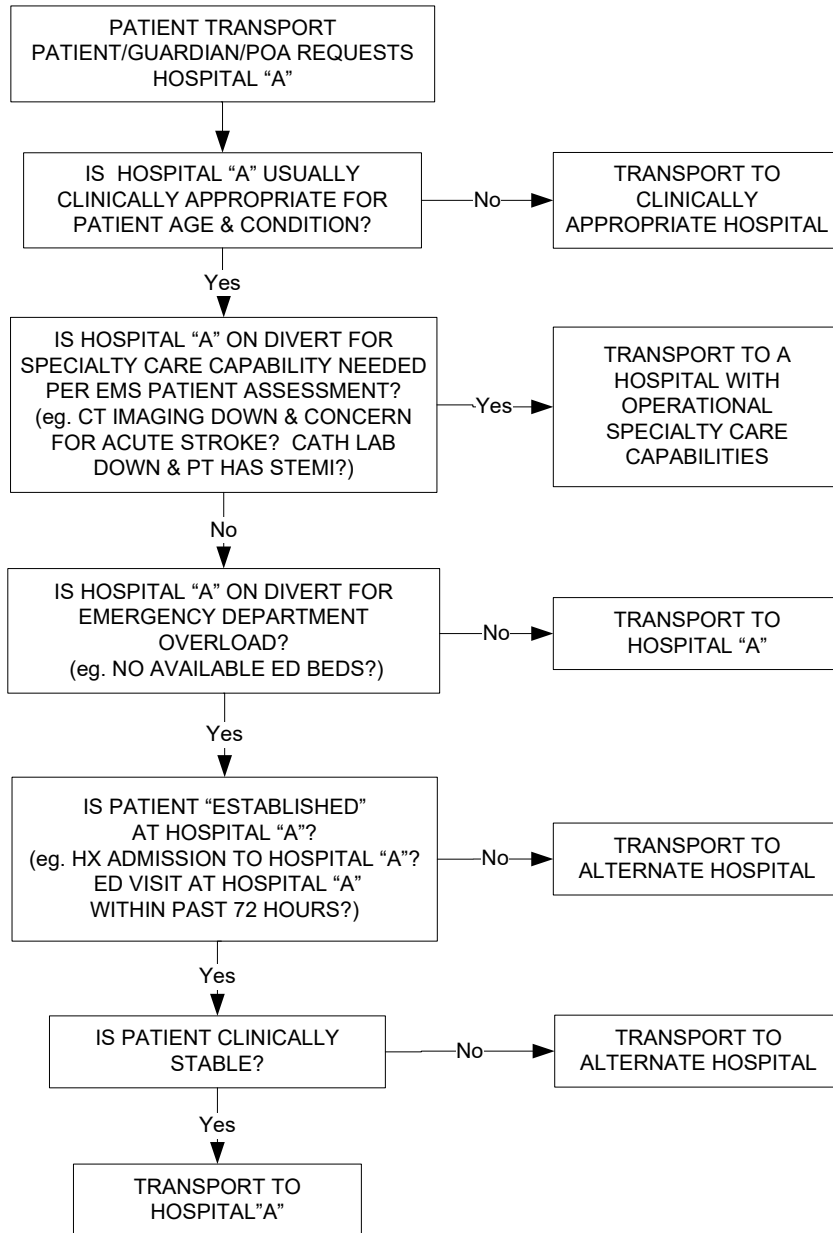 PATIENT TRANSPORT
PATIENT/GUARDIAN/POA REQUESTS
HOSPITAL “A”
IS  HOSPITAL “A” USUALLY
CLINICALLY APPROPRIATE FOR
PATIENT AGE & CONDITION?
No
TRANSPORT TO
CLINICALLY
APPROPRIATE HOSPITAL
Yes
IS HOSPITAL “A” ON DIVERT FOR
SPECIALTY CARE CAPABILITY NEEDED
PER EMS PATIENT ASSESSMENT?
(eg. CT IMAGING DOWN & CONCERN
FOR ACUTE STROKE?  CATH LAB
DOWN & PT HAS STEMI?)
Yes
TRANSPORT TO A
HOSPITAL WITH
OPERATIONAL
SPECIALTY CARE
CAPABILITIES
No
IS HOSPITAL “A” ON DIVERT FOR
EMERGENCY DEPARTMENT
OVERLOAD?
(eg. NO AVAILABLE ED BEDS?)
No
TRANSPORT TO
HOSPITAL “A”
Yes
IS PATIENT “ESTABLISHED”
AT HOSPITAL “A”?
(eg. HX ADMISSION TO HOSPITAL “A”?
ED VISIT AT HOSPITAL “A”
WITHIN PAST 72 HOURS?)
No
TRANSPORT TO
ALTERNATE HOSPITAL
Yes
IS PATIENT CLINICALLY
STABLE?
No
TRANSPORT TO
ALTERNATE HOSPITAL
Yes
TRANSPORT TO
HOSPITAL”A”